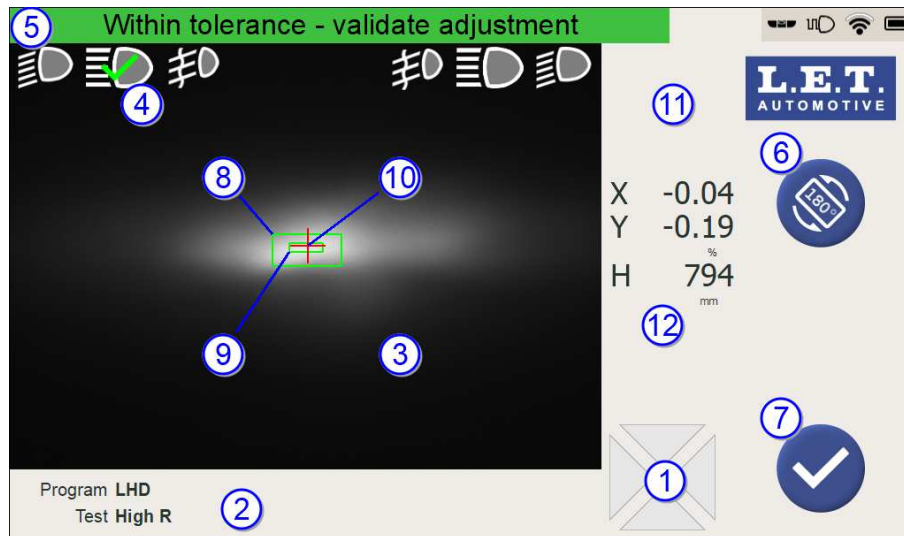 5
Within tolerance - validate adjustment
4
11
L.E.T.
AUTOMOTIVE
6
180°
8
10
X -0.04
Y -0.19
%
H 794
mm
12
9
3
7
1
Program LHD
Test High R
2